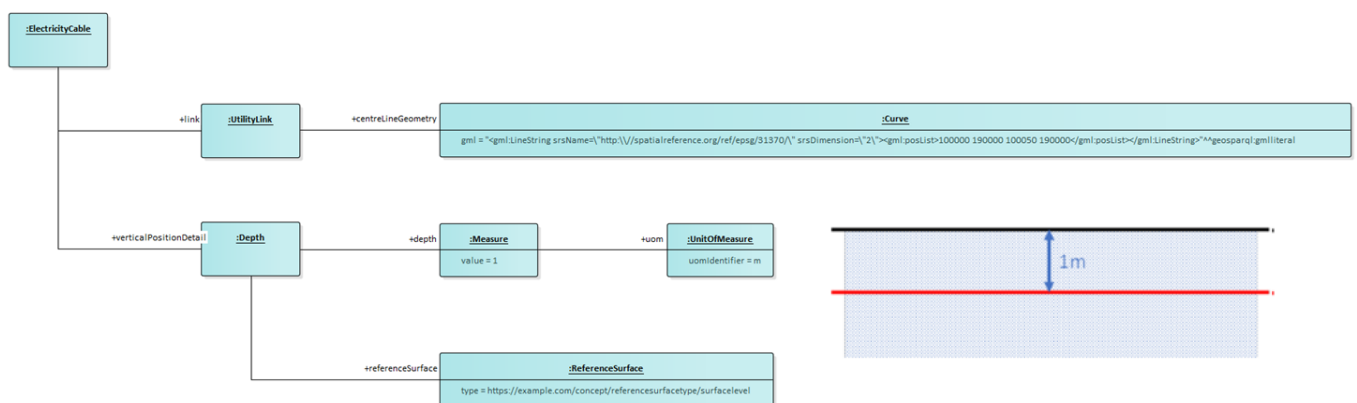 :ElectricityCable
+link
:UtilityLink
+centreLineGeometry
:Curve
gml = "<gml:LineString srsName=\"http:\\//spatialreference.org/ref/epsg/31370/\" srsDimension=\"2\"><gml:posList>100000 190000 100050 190000</gml:posList></gml:LineString>"^^geosparql:gmlliteral
+verticalPositionDetail
:Depth
+depth
:Measure
value = 1
+uom
:UnitOfMeasure
uomIdentifier = m
1m
+referenceSurface
:ReferenceSurface
type = https://example.com/concept/referencesurfacetype/surfacelevel